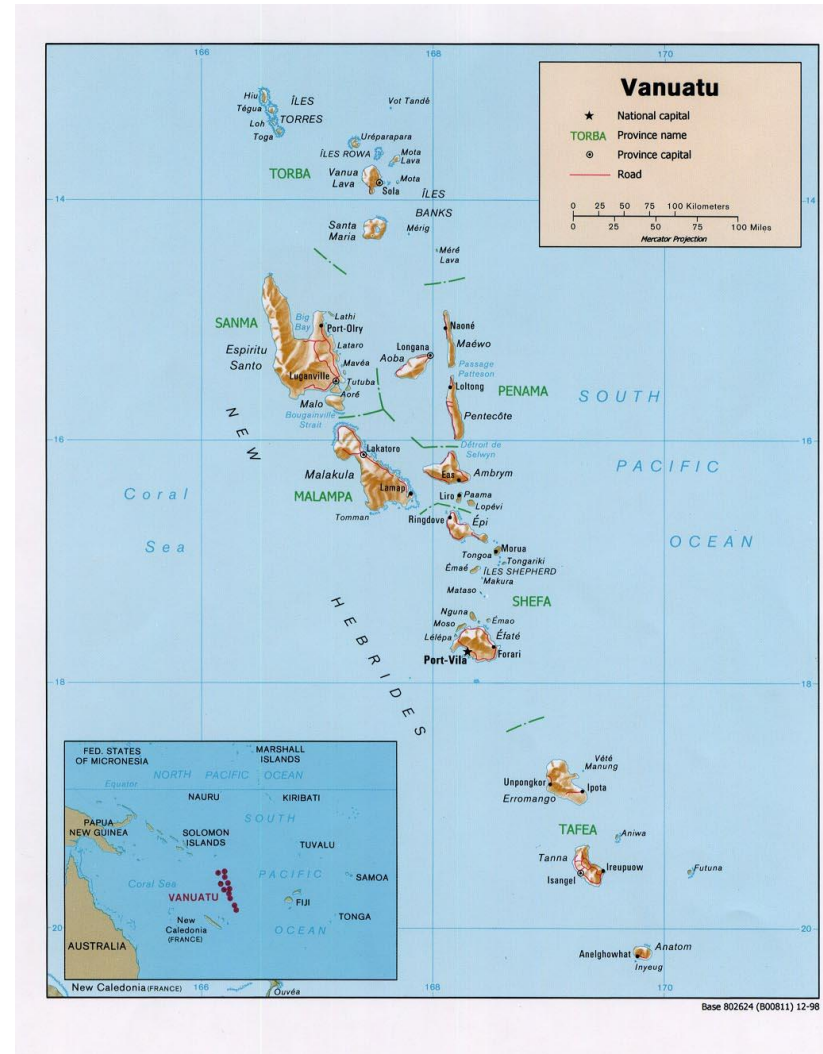 166
168
170
Vanuatu
National capital
TORBA Province name
Province capital
Road
0 25 50 75 100 Kilometers
0 25 50 100 Miles
Mercator Projection
Hiu
Tégua
ÎLES
TORRES
Loh
Toga
Vot Tandé
Uréparapara
ÎLES ROWA
Mota
Lava
TORBA
Vanua
Lava
Mota
Sola
ÎLES
BANKS
14
14
Santa
Maria
Mérig
Méré
Lava
SANMA
Big
Bay
Lathi
Port-Olry
Espiritu
Santo
Lataro
Mavéa
Luganville
Tutuba
Aoré
Malo
Bougainville
Strait
Naoné
Maéwo
Longana
Aoba
Passage
Patteson
Loltong
PENAMA
Pentecôte
SOUTH
PACIFIC
OCEAN
NEW
HEBRIDES
16
16
Détroit de
Selwyn
Lakatoro
Malakula
Lamap
MALAMPA
Tomman
Eas
Ambrym
Liro
Paama
Lopévi
Ringdove
Épi
Coral
Sea
Morua
Tongoa
Tongariki
Émaé
ÎLES SHEPHERD
Makura
Mataso
SHEFA
Nguna
Moso
Émao
Lélépa
Éfaté
Port-Vila
Forari
18
18
Vété
Manung
Unpongkor
Ipota
Erromango
TAFEA
Aniwa
Tanna
Ireupuow
Isangel
Futuna
20
20
Anatom
Anelghowhat
Inyeug
FED. STATES
OF MICRONESIA
MARSHALL
ISLANDS
NORTH PACIFIC OCEAN
Equator
NAURU
KIRIBATI
SOUTH
PAPUA
NEW GUINEA
SOLOMON
ISLANDS
TUVALU
PACIFIC
Coral Sea
SAMOA
VANUATU
FIJI
New
Caledonia
(FRANCE)
TONGA
OCEAN
AUSTRALIA
New Caledonia (FRANCE)
166
Ouvéa
168
170
Base 802624 (B00811) 12-98